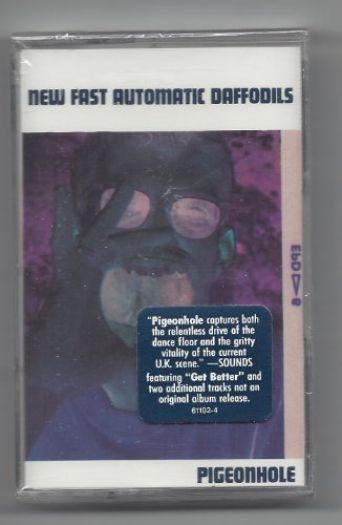 NEW FAST AUTOMATIC DAFFODILS
EPD ▷ 6
"Pigeonhole captures both
the relentless drive of the
dance floor and the gritty
vitality of the current
U.K. scene." —SOUNDS
featuring "Get Better" and
two additional tracks not on
original album release.
61102-4
PIGEONHOLE